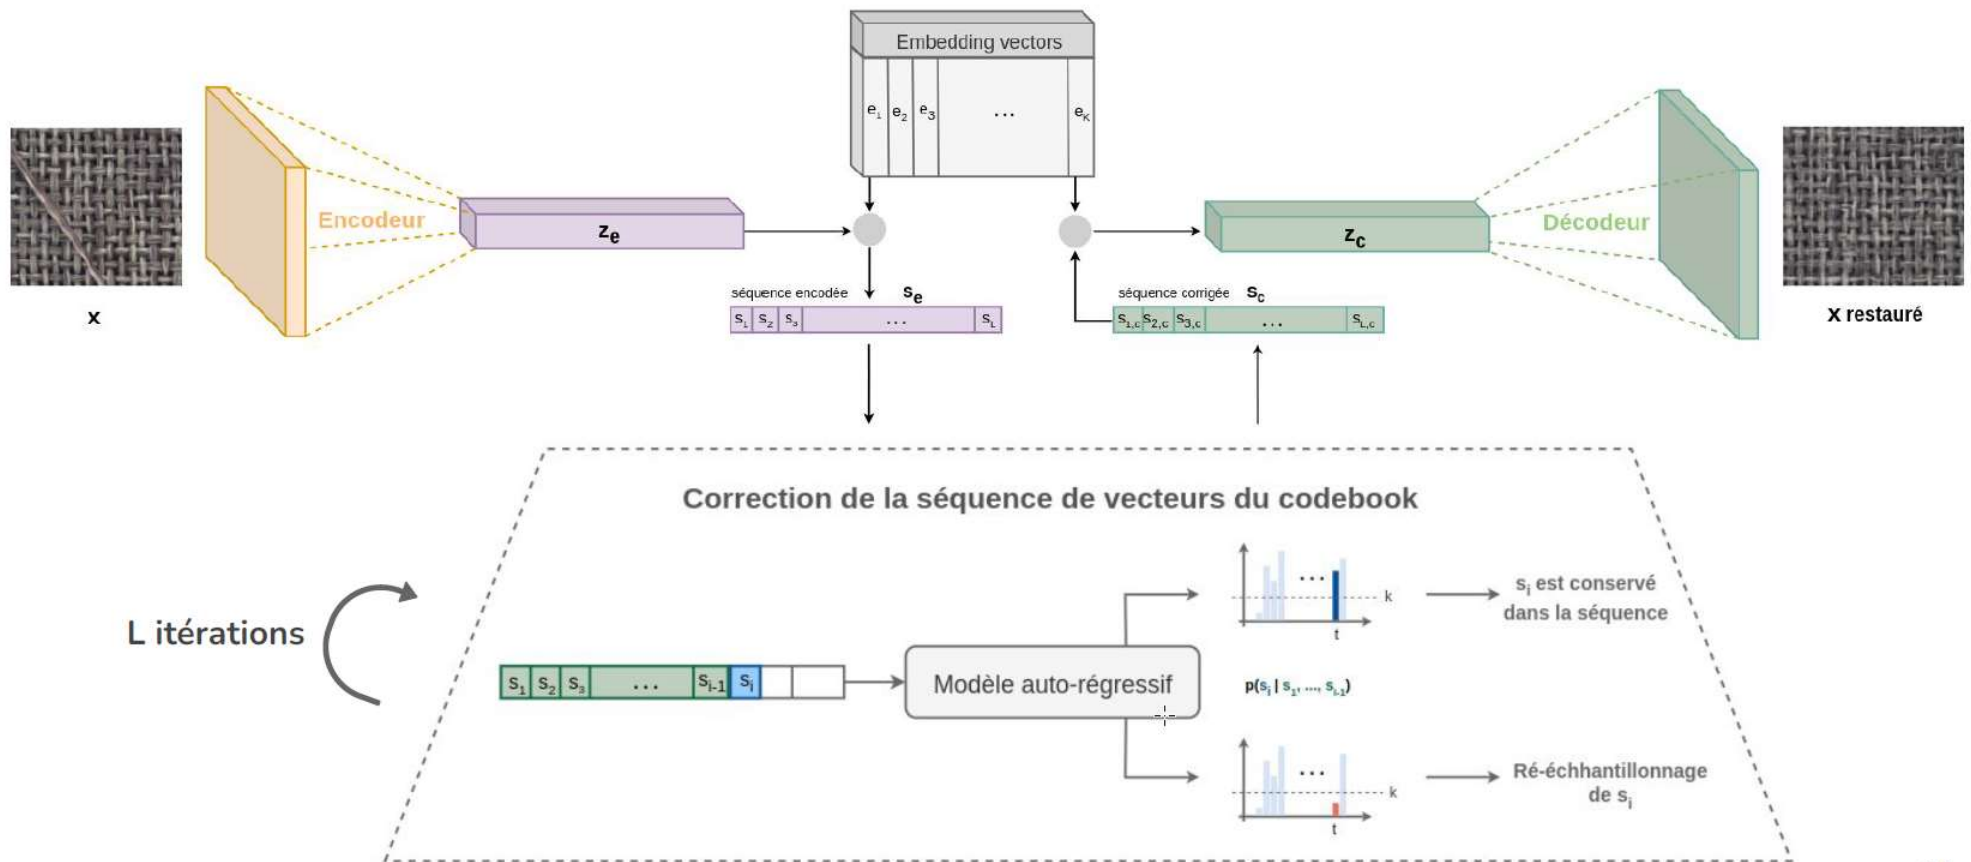 Embedding vectors
e1 e2 e3 ... eK
Encodeur
ze
zc
Décodeur
séquence encodée se
s1 s2 s3 ... sL
séquence corrigée sc
s1,c s2,c s3,c ... sL,c
x
x restauré
Correction de la séquence de vecteurs du codebook
L itérations
s1 s2 s3 ... si-1 si
Modèle auto-régressif
... k
t
si est conservé
dans la séquence
p(si | s1, ..., si-1)
... k
t
Ré-échhantillonnage
de si